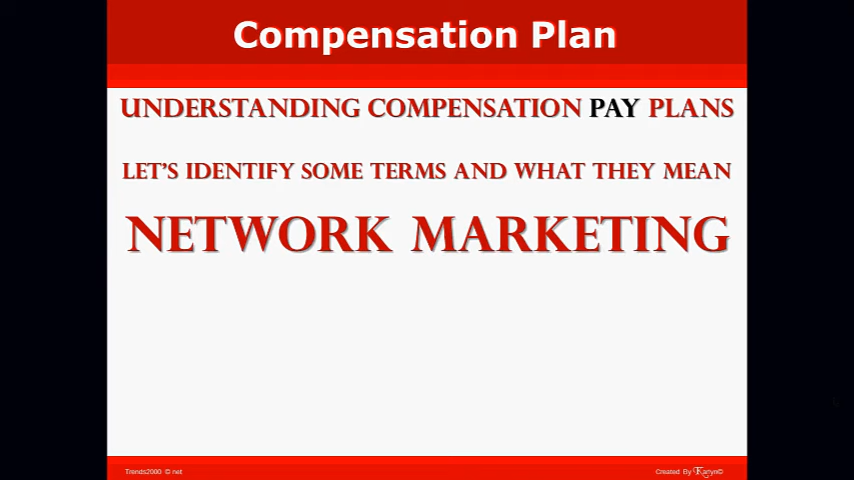 Compensation Plan
UNDERSTANDING COMPENSATION PAY PLANS
LET'S IDENTIFY SOME TERMS AND WHAT THEY MEAN
NETWORK MARKETING
Trends2000 © net
Created By Karlyn©